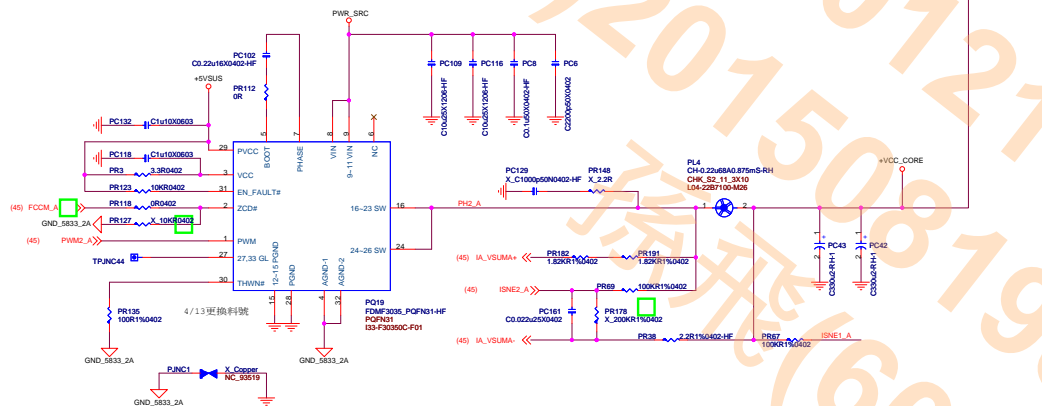 PWR_SRC
PC102
C0.22u16X0402-HF
+5VSUS
PR112
0R
PC109
C10u25X1206-HF
PC116
C10u25X1206-HF
PC8
C0.1u50X0402-HF
PC6
C2200p50X0402
PC132
C1u10X0603
5
7
8
9
6
29
PVCC
BOOT
PHASE
VIN
9~11 VIN
NC
PC118
C1u10X0603
PR3
3.3R0402
3
VCC
PR123
10KR0402
31
EN_FAULT#
(45)
FCCM_A
PR118
0R0402
2
ZCD#
GND_5833_2A
PR127
X_10KR0402
(45)
PWM2_A
1
PWM
TPJNC44
27
27,33 GL
30
THWN#
12~15 PGND
PGND
AGND-1
AGND-2
15
28
4
32
16~23 SW
16
24~26 SW
24
PQ19
FDMF3035_PQFN31-HF
PQFN31
I33-F30350C-F01
4/13更換料號
PR135
100R1%0402
GND_5833_2A
GND_5833_2A
PJNC1
X_Copper
NC_93519
GND_5833_2A
PC129
X_C1000p50N0402-HF
PR148
X_2.2R
PH2_A
PL4
CH-0.22u68A0.875mS-RH
CHK_S2_11_3X10
L04-22B7100-M26
1
2
+VCC_CORE
PC43
C330u2-RH-1
1
2
+
PC42
C330u2-RH-1
1
2
+
(45)
IA_VSUMA+
PR182
1.82KR1%0402
PR191
1.82KR1%0402
(45)
ISNE2_A
PR69
100KR1%0402
PC161
C0.022u25X0402
PR178
X_200KR1%0402
(45)
IA_VSUMA-
PR38
2.2R1%0402-HF
PR67
100KR1%0402
ISNE1_A